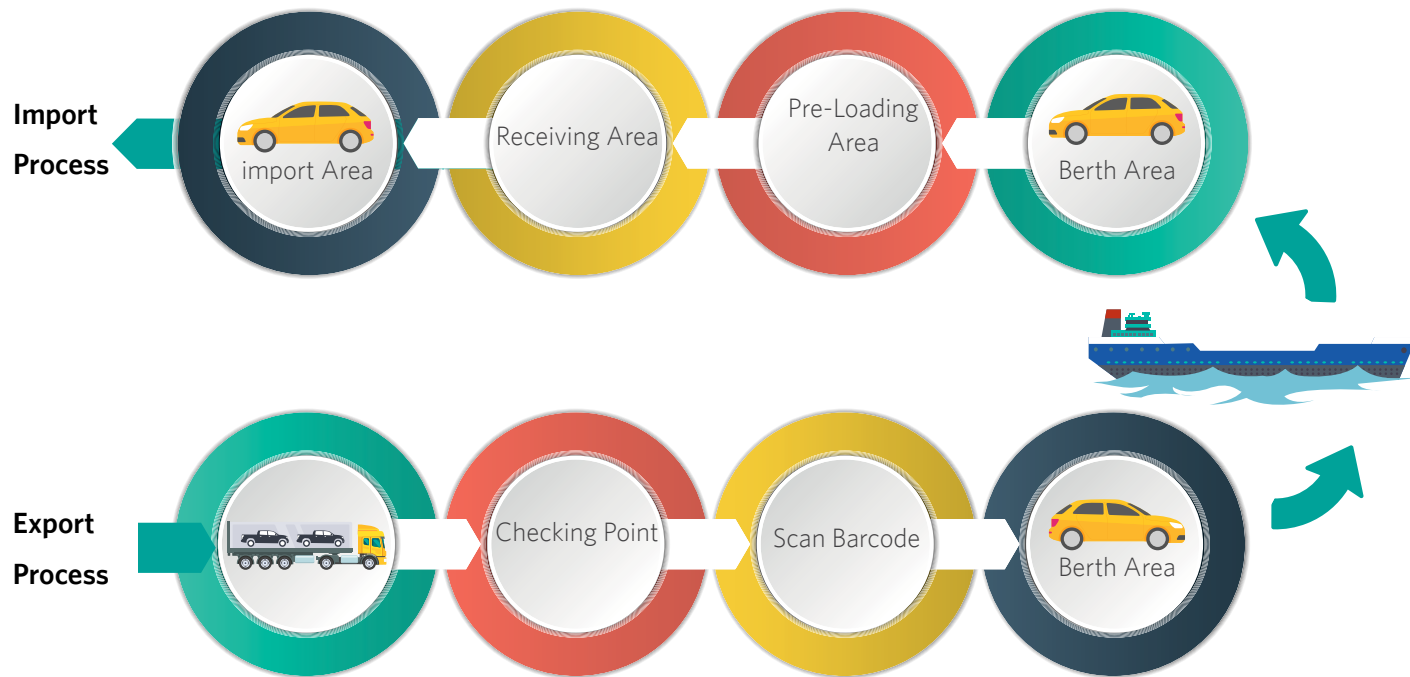 Import
Process
import Area
Receiving Area
Pre-Loading
Area
Berth Area
Export
Process
Checking Point
Scan Barcode
Berth Area